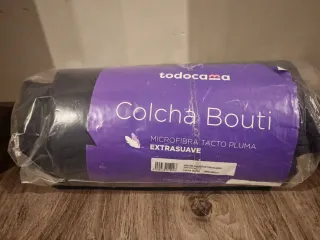 todocama
Colcha Bouti
MICROFIBRA TACTO PLUMA
EXTRASUAVE